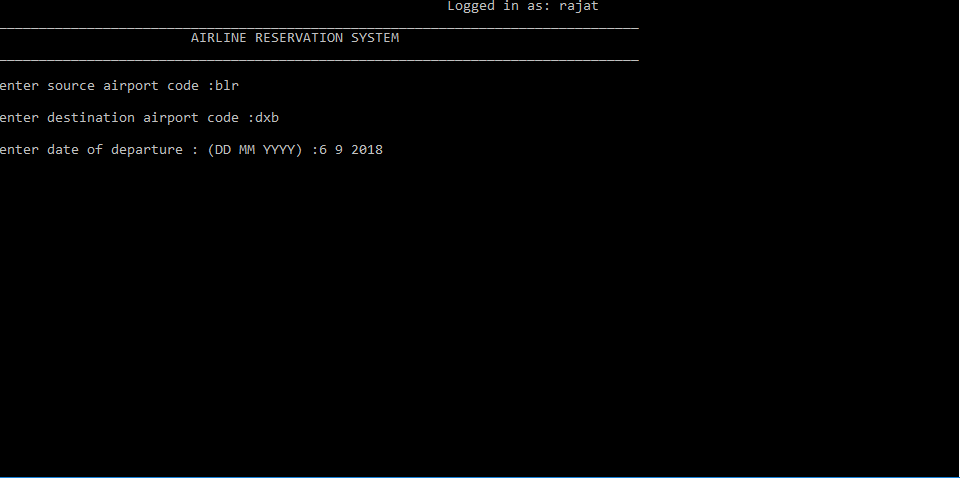 Logged in as: rajat
AIRLINE RESERVATION SYSTEM
enter source airport code :blr
enter destination airport code :dxb
enter date of departure : (DD MM YYYY) :6 9 2018